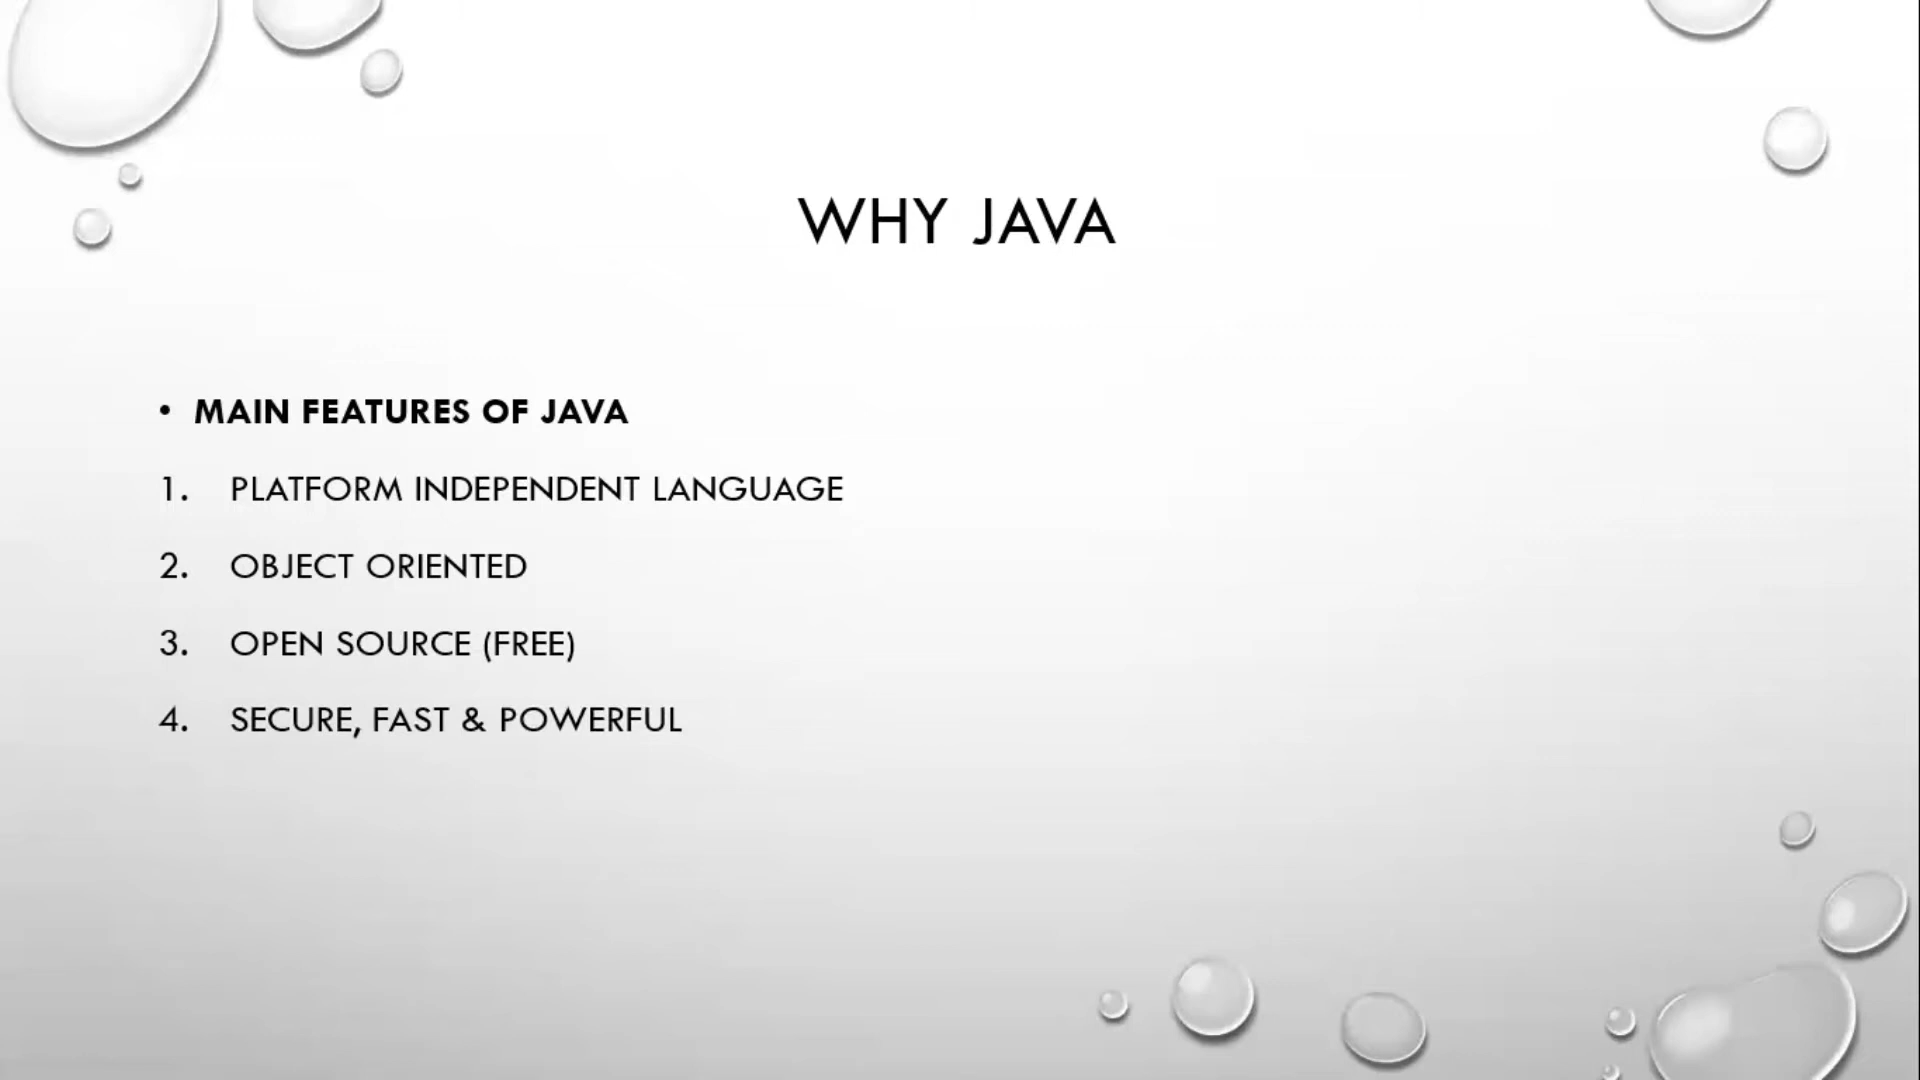 WHY JAVA
• MAIN FEATURES OF JAVA
1. PLATFORM INDEPENDENT LANGUAGE
2. OBJECT ORIENTED
3. OPEN SOURCE (FREE)
4. SECURE, FAST & POWERFUL